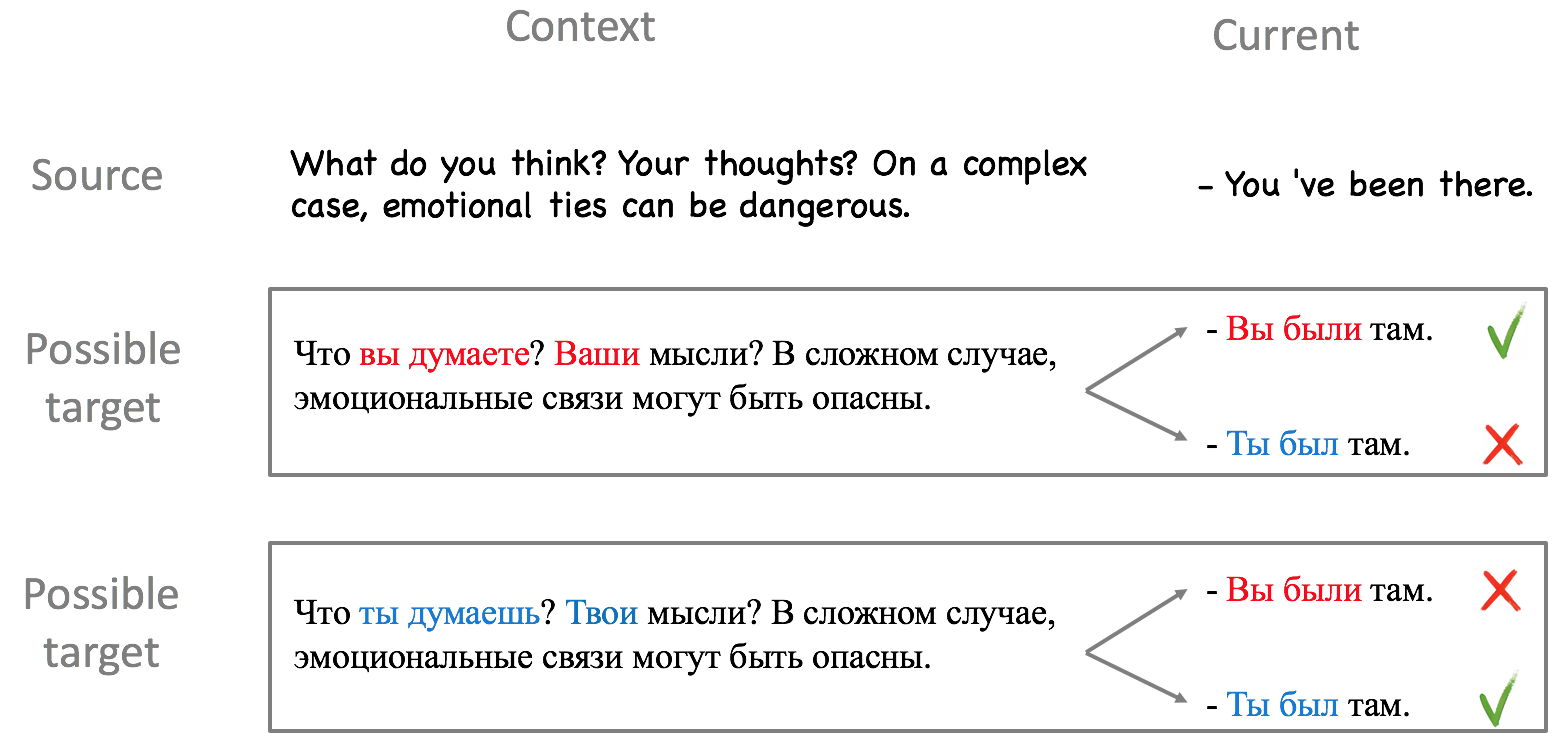 Context
Current
Source
What do you think? Your thoughts? On a complex
case, emotional ties can be dangerous.
- You 've been there.
Possible
target
Что вы думаете? Ваши мысли? В сложном случае,
эмоциональные связи могут быть опасны.
- Вы были там.
- Ты был там.
Possible
target
Что ты думаешь? Твои мысли? В сложном случае,
эмоциональные связи могут быть опасны.
- Вы были там.
- Ты был там.